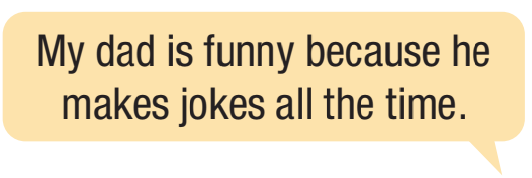 My dad is funny because he
makes jokes all the time.